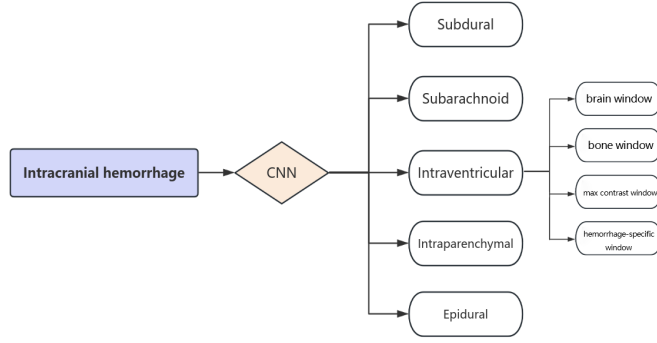 Intracranial hemorrhage
CNN
Subdural
Subarachnoid
Intraventricular
Intraparenchymal
Epidural
brain window
bone window
max contrast window
hemorrhage-specific
window